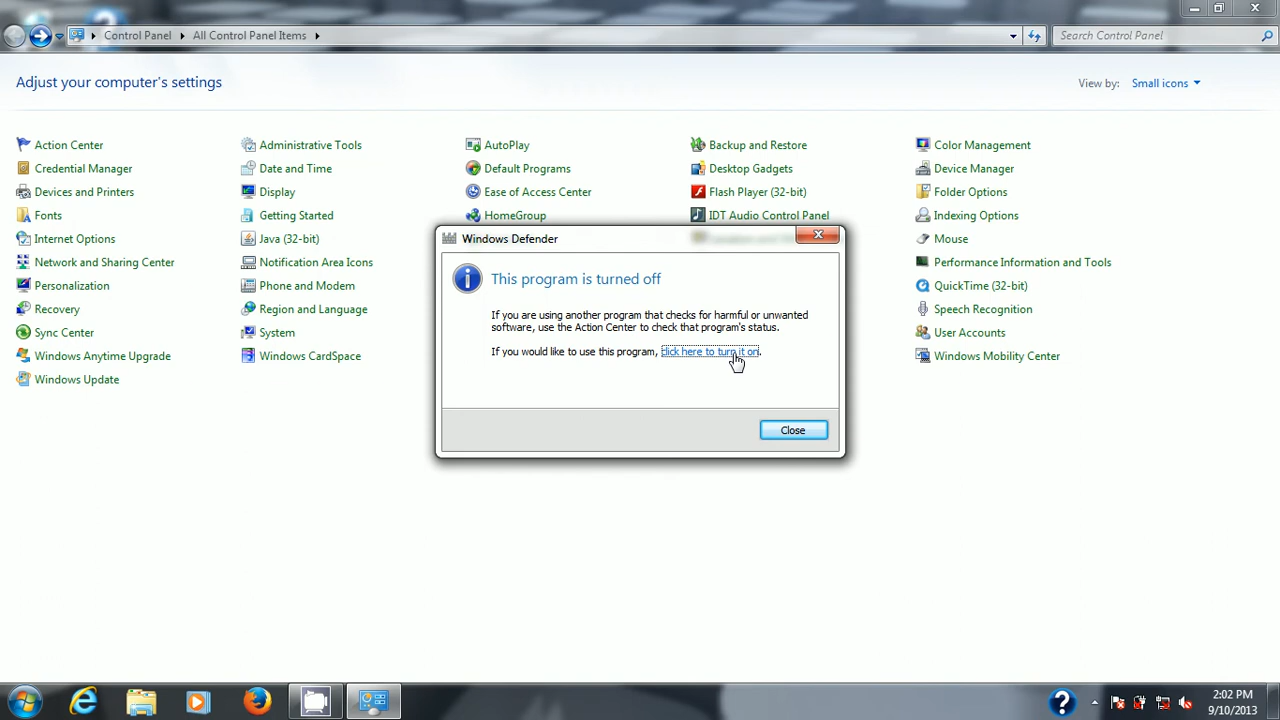 Control Panel
All Control Panel Items
Search Control Panel
Adjust your computer's settings
View by: Small icons
Action Center
Administrative Tools
AutoPlay
Backup and Restore
Color Management
Credential Manager
Date and Time
Default Programs
Desktop Gadgets
Device Manager
Devices and Printers
Display
Ease of Access Center
Flash Player (32-bit)
Folder Options
Fonts
Getting Started
HomeGroup
IDT Audio Control Panel
Indexing Options
Internet Options
Java (32-bit)
Mouse
Network and Sharing Center
Notification Area Icons
Performance Information and Tools
Personalization
Phone and Modem
QuickTime (32-bit)
Recovery
Region and Language
Speech Recognition
Sync Center
System
User Accounts
Windows Anytime Upgrade
Windows CardSpace
Windows Mobility Center
Windows Update
Windows Defender
This program is turned off
If you are using another program that checks for harmful or unwanted
software, use the Action Center to check that program's status.
If you would like to use this program, click here to turn it on.
Close
2:02 PM
9/10/2013